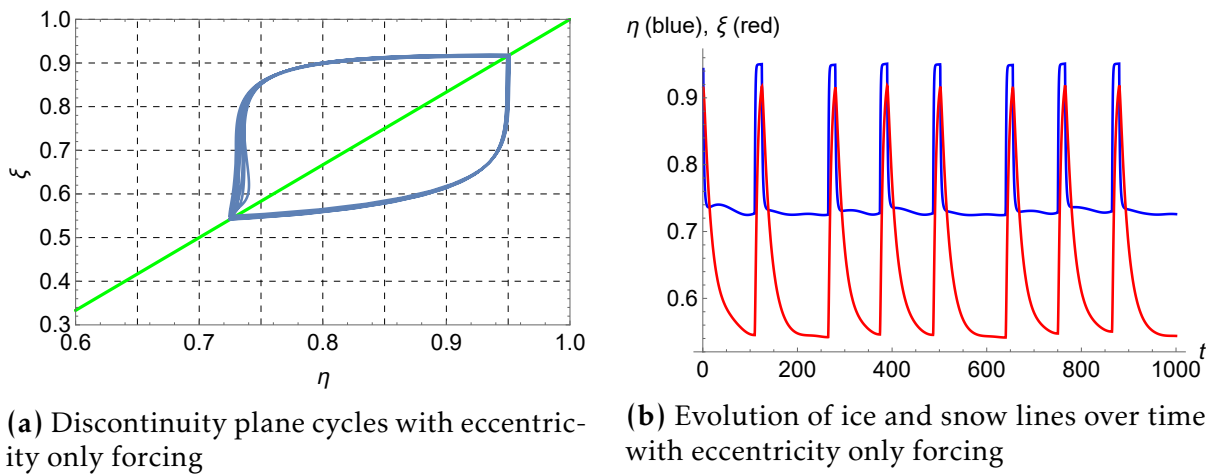 1.0
0.9
0.8
0.7
0.6
0.5
0.4
0.3
ξ
0.6 0.7 0.8 0.9 1.0
η
η (blue), ξ (red)
0.9
0.8
0.7
0.6
0 200 400 600 800 1000
t
(a) Discontinuity plane cycles with eccentric-
ity only forcing
(b) Evolution of ice and snow lines over time
with eccentricity only forcing